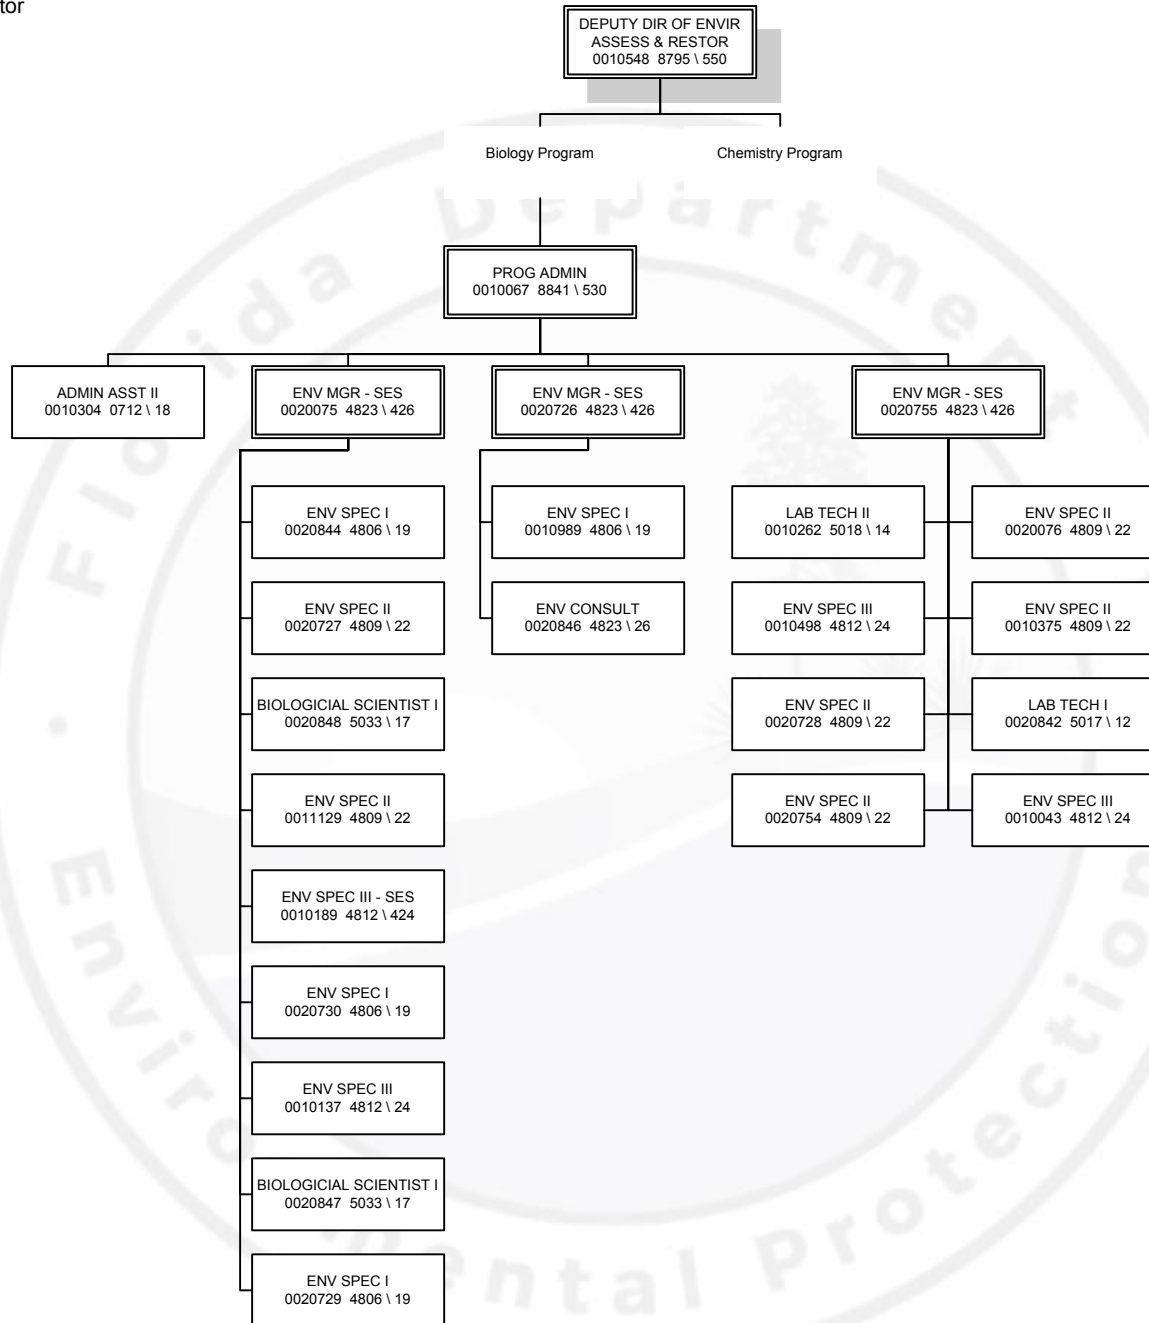 tor
DEPUTY DIR OF ENVIR
ASSESS & RESTOR
0010548 8795 \ 550
Biology Program
Chemistry Program
PROG ADMIN
0010067 8841 \ 530
ADMIN ASST II
0010304 0712 \ 18
ENV MGR - SES
0020075 4823 \ 426
ENV MGR - SES
0020726 4823 \ 426
ENV MGR - SES
0020755 4823 \ 426
ENV SPEC I
0020844 4806 \ 19
ENV SPEC II
0020727 4809 \ 22
BIOLOGICIAL SCIENTIST I
0020848 5033 \ 17
ENV SPEC II
0011129 4809 \ 22
ENV SPEC III - SES
0010189 4812 \ 424
ENV SPEC I
0020730 4806 \ 19
ENV SPEC III
0010137 4812 \ 24
BIOLOGICIAL SCIENTIST I
0020847 5033 \ 17
ENV SPEC I
0020729 4806 \ 19
ENV SPEC I
0010989 4806 \ 19
ENV CONSULT
0020846 4823 \ 26
LAB TECH II
0010262 5018 \ 14
ENV SPEC II
0020076 4809 \ 22
ENV SPEC III
0010498 4812 \ 24
ENV SPEC II
0010375 4809 \ 22
ENV SPEC II
0020728 4809 \ 22
LAB TECH I
0020842 5017 \ 12
ENV SPEC II
0020754 4809 \ 22
ENV SPEC III
0010043 4812 \ 24
Florida Departmen
Environmental Protection